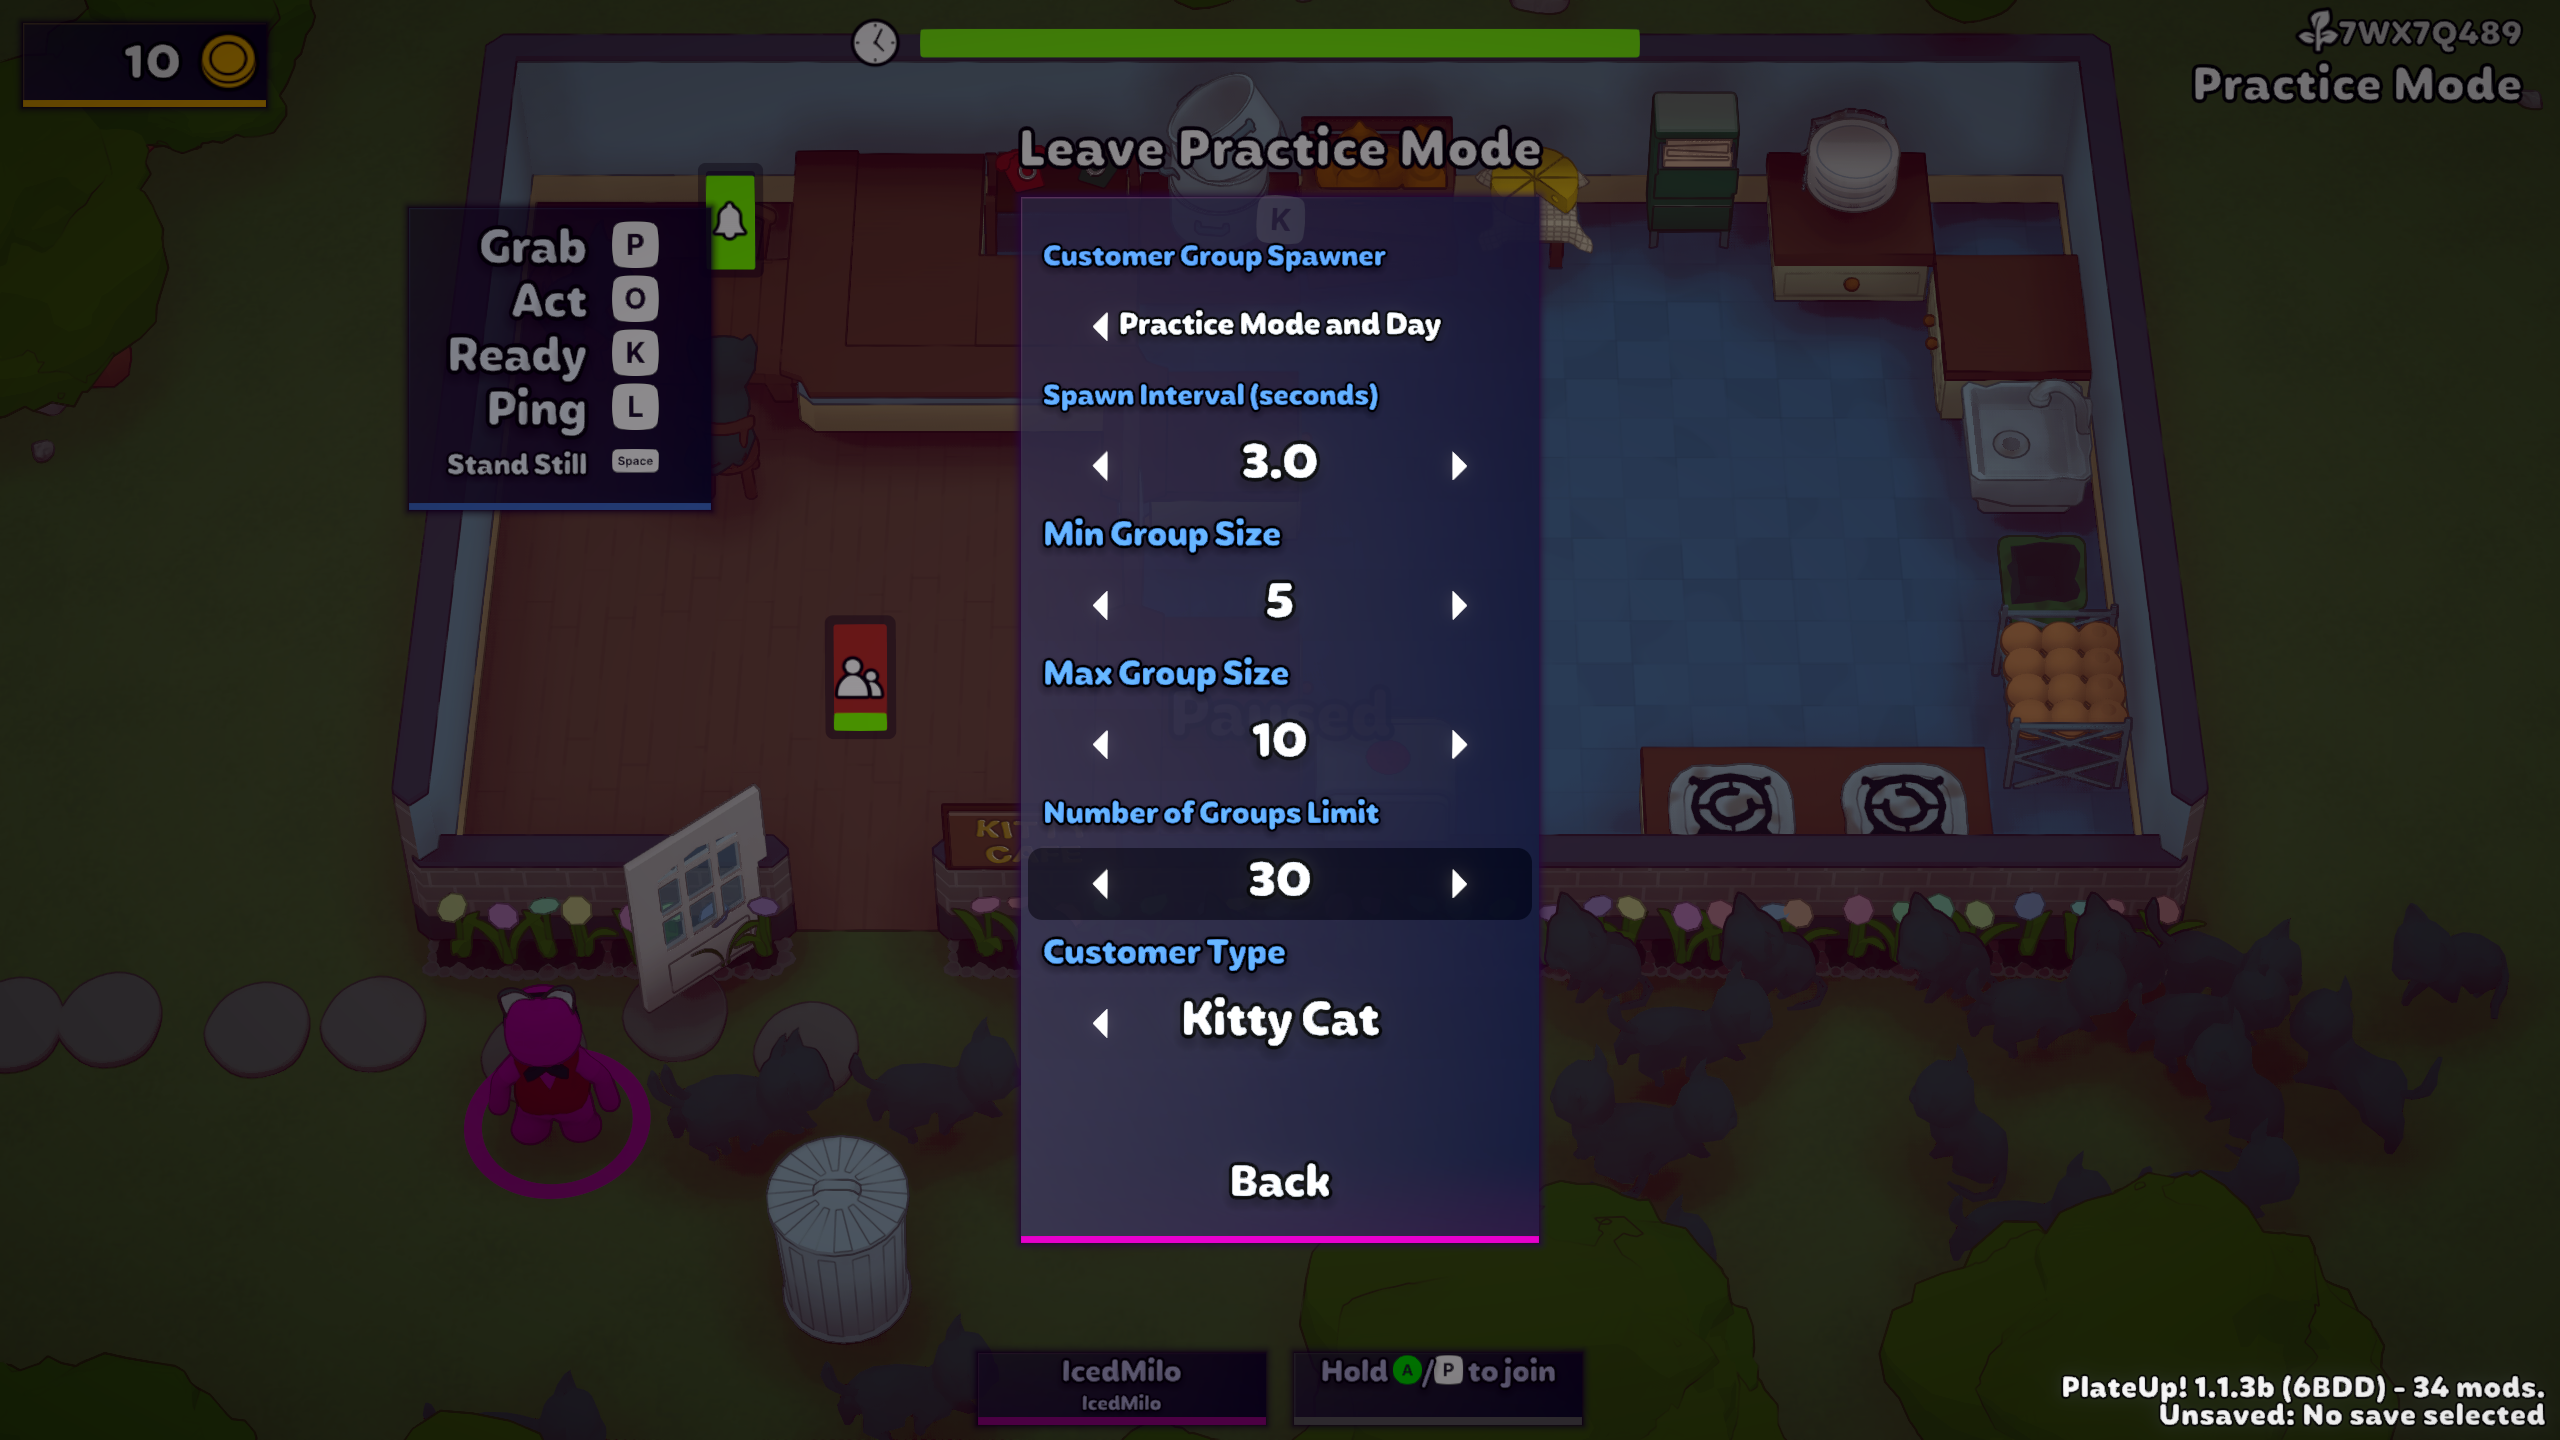 10
7WX7Q489
Practice Mode
Leave Practice Mode
K
Grab P
Act O
Ready K
Ping L
Stand Still Space
Customer Group Spawner
Practice Mode and Day
Spawn Interval (seconds)
3.0
Min Group Size
5
Max Group Size
10
Paused
Number of Groups Limit
30
Customer Type
Kitty Cat
Back
IcedMilo
IcedMilo
Hold A/P to join
PlateUp! 1.1.3b (6BDD) - 34 mods.
Unsaved: No save selected